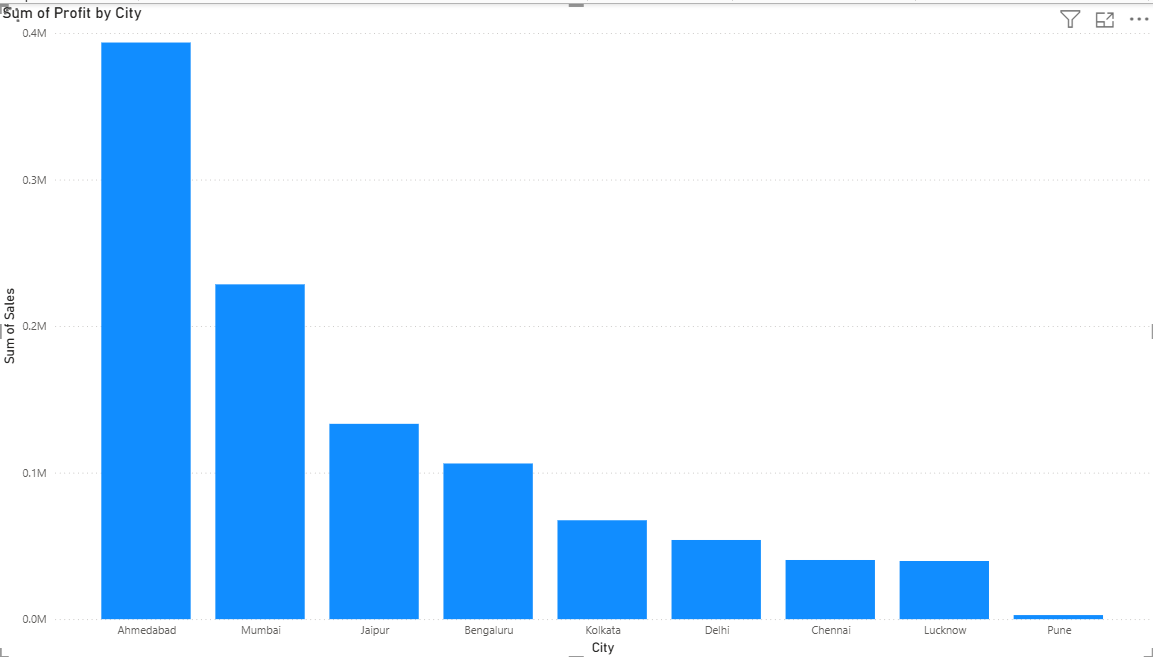 Sum of Profit by City
0.4M
0.3M
0.2M
0.1M
0.0M
Sum of Sales
Ahmedabad Mumbai Jaipur Bengaluru Kolkata Delhi Chennai Lucknow Pune
City